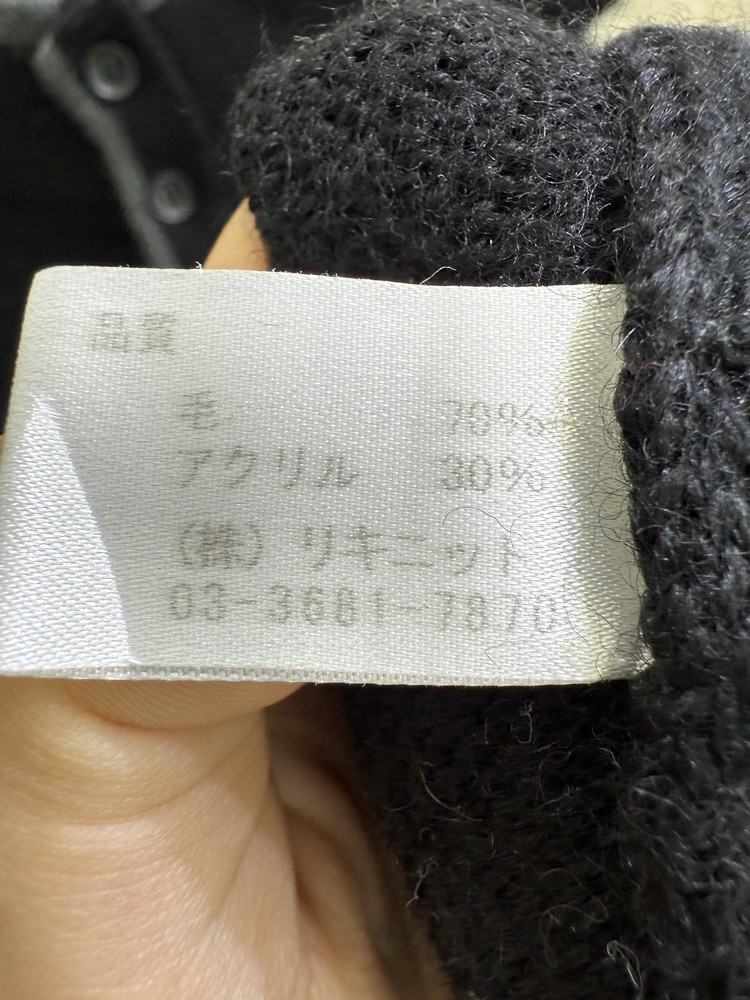 品質
毛 70%
アクリル 30%
(株) リキニット
03-3681-7870